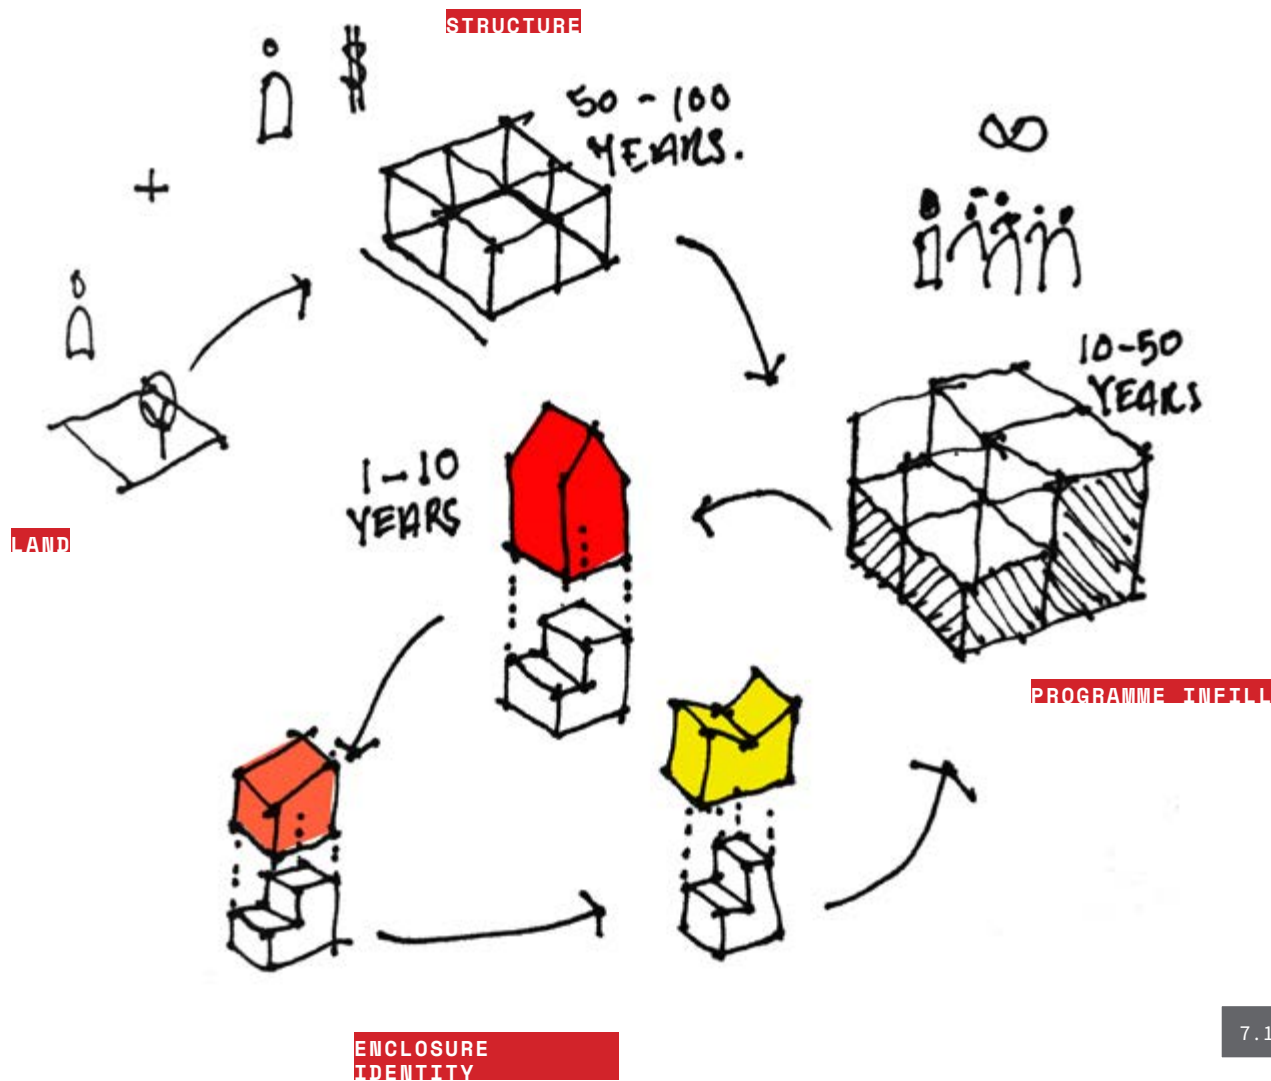 STRUCTURE
$
50 - 100
YEARS.
+
∞
10-50
YEARS
1-10
YEARS
LAND
PROGRAMME INFILL
ENCLOSURE
IDENTITY
7.1